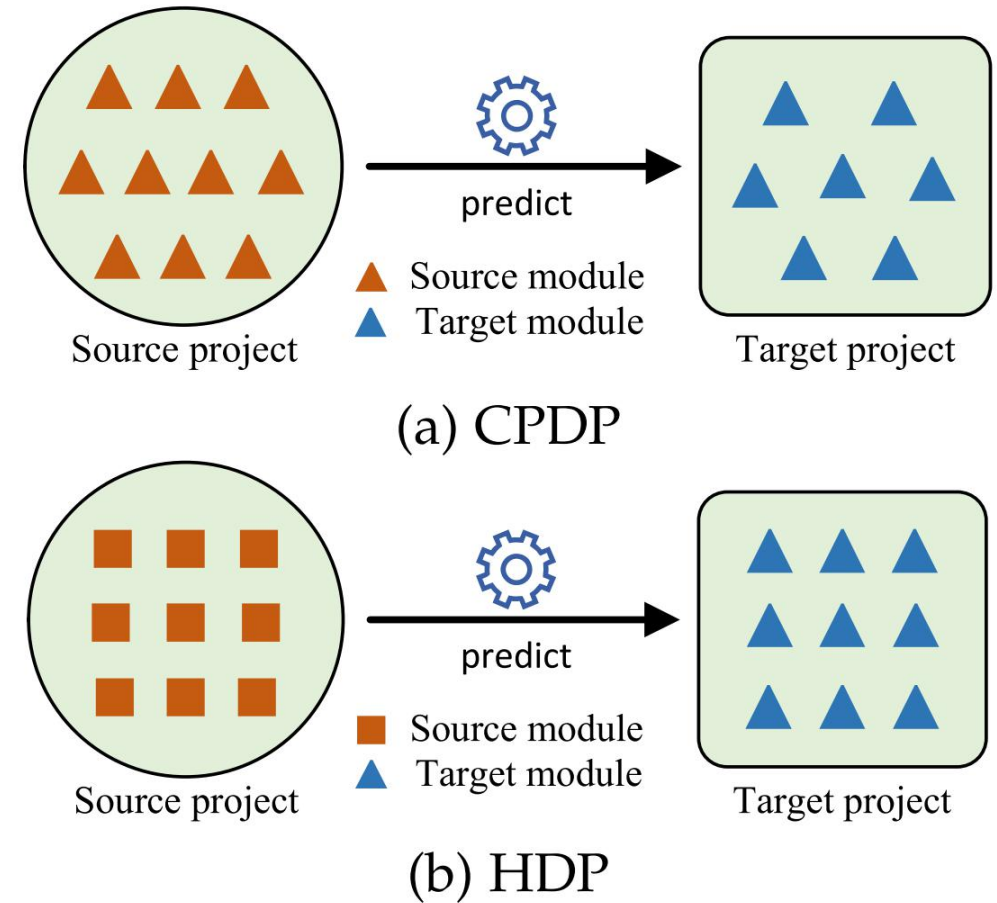 predict
Source module
Target module
Source project
Target project
(a) CPDP
predict
Source module
Target module
Source project
Target project
(b) HDP